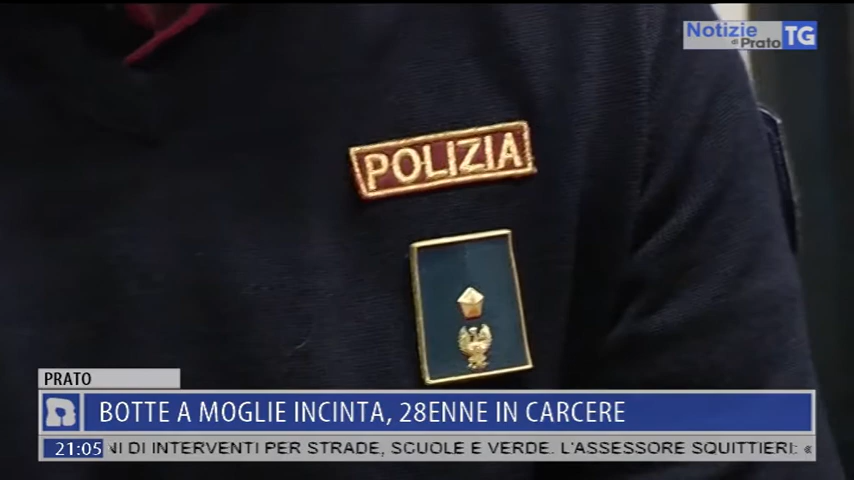 Notizie
di Prato TG
POLIZIA
PRATO
BOTTE A MOGLIE INCINTA, 28ENNE IN CARCERE
21:05 NI DI INTERVENTI PER STRADE, SCUOLE E VERDE. L'ASSESSORE SQUITTIERI: «